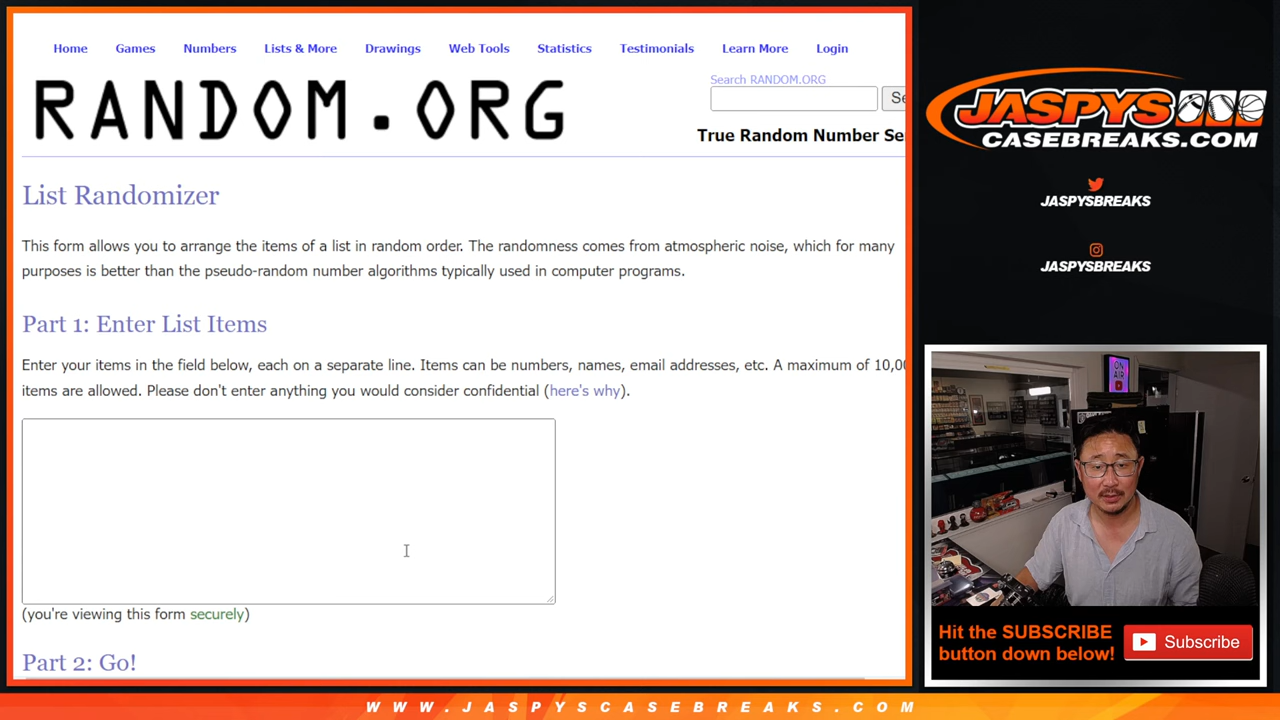 Home Games Numbers Lists & More Drawings Web Tools Statistics Testimonials Learn More Login
RANDOM.ORG
Search RANDOM.ORG
Se
True Random Number Se
List Randomizer
This form allows you to arrange the items of a list in random order. The randomness comes from atmospheric noise, which for many
purposes is better than the pseudo-random number algorithms typically used in computer programs.
Part 1: Enter List Items
Enter your items in the field below, each on a separate line. Items can be numbers, names, email addresses, etc. A maximum of 10,00
items are allowed. Please don't enter anything you would consider confidential (here's why).
(you're viewing this form securely)
Part 2: Go!
JASPYS
CASEBREAKS.COM
JASPYSBREAKS
JASPYSBREAKS
ON
AIR
Hit the SUBSCRIBE
button down below!
Subscribe
WWW.JASPYSCASEBREAKS.COM